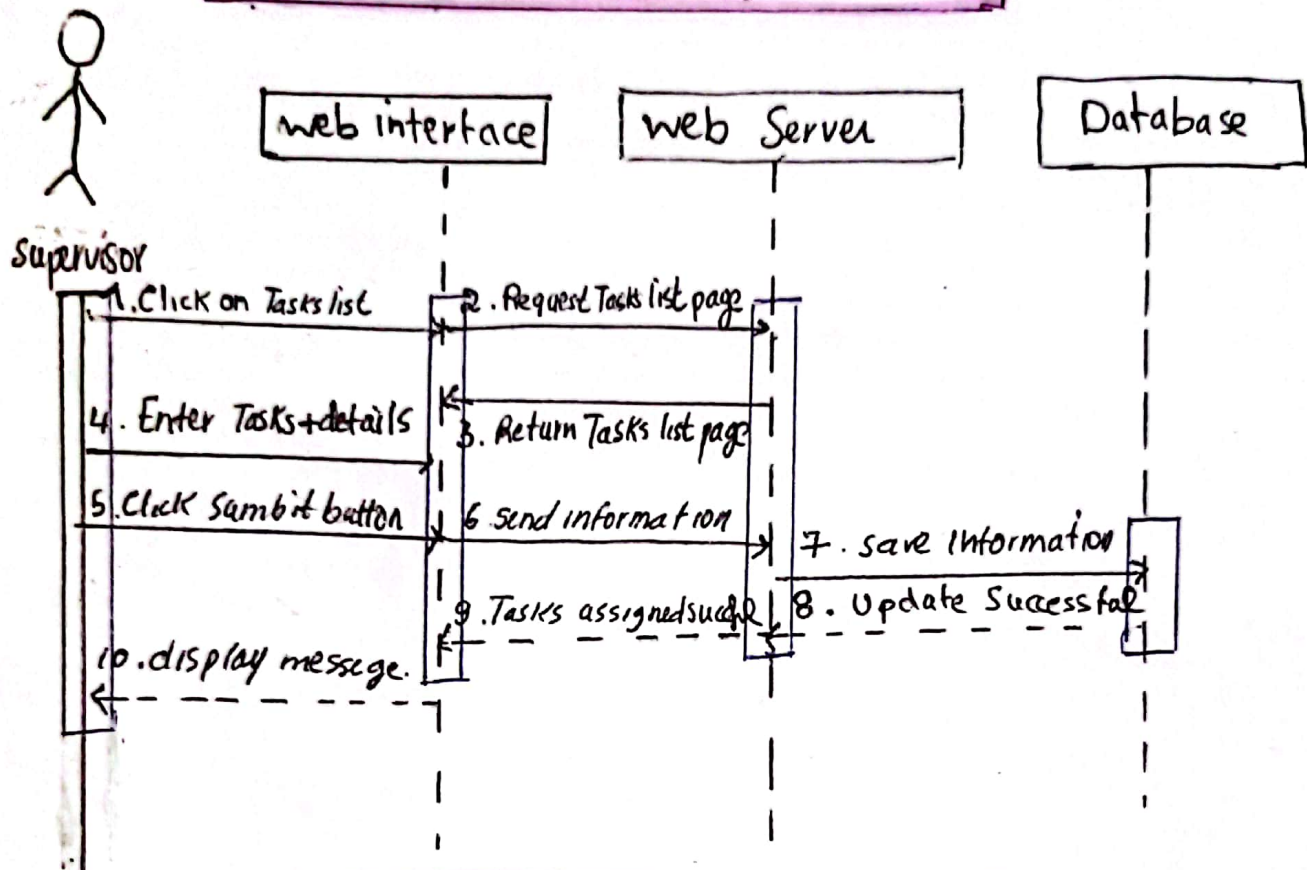 web interface
web Server
Database
supervisor
1. Click on Tasks list
2. Request Tasks list page
3. Return Tasks list page
4. Enter Tasks+details
5. Click Sambit button
6 send information
7. save information
8. Update Successfal
9. Tasks assigned
10. display messege.